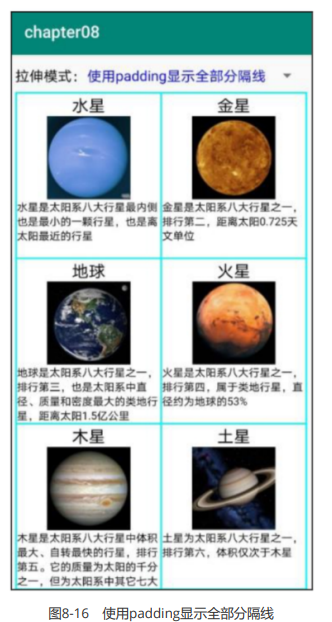 chapter08
拉伸模式：使用padding显示全部分隔线
水星
金星
水星是太阳系八大行星最内侧
也是最小的一颗行星，也是离
太阳最近的行星
金星是太阳系八大行星之一，
排行第二，距离太阳0.725天
文单位
地球
火星
地球是太阳系八大行星之一，
排行第三，也是太阳系中直
径、质量和密度最大的类地行
星，距离太阳1.5亿公里
火星是太阳系八大行星之一，
排行第四，属于类地行星，直
径约为地球的53%
木星
土星
木星是太阳系八大行星中体积
最大、自转最快的行星，排行
第五。它的质量为太阳的千分
之一，但为太阳系中其它七大
土星为太阳系八大行星之一，
排行第六，体积仅次于木星
图8-16 使用padding显示全部分隔线